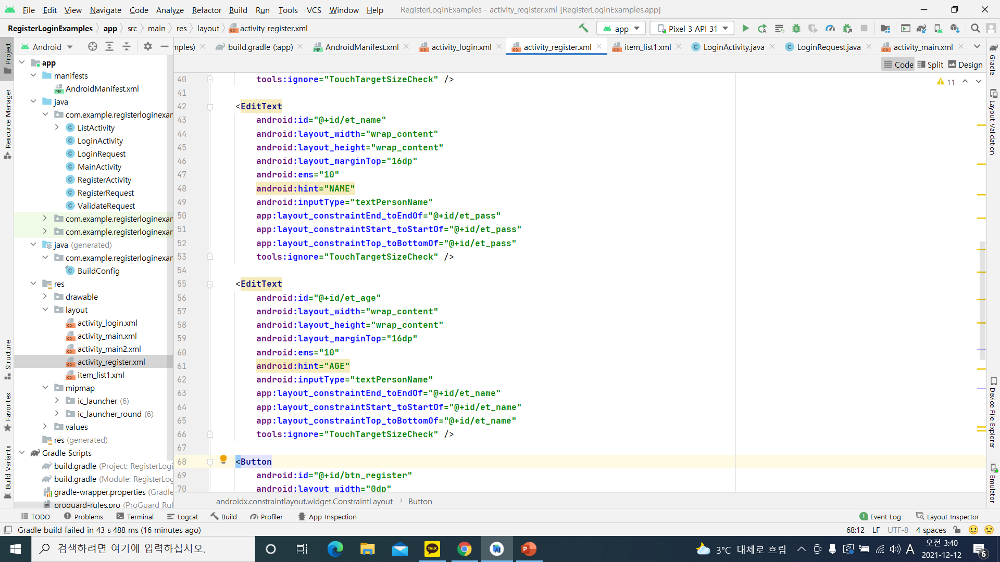 File Edit View Navigate Code Analyze Refactor Build Run Tools VCS Window Help RegisterLoginExamples - activity_register.xml [RegisterLoginExamples.app]
RegisterLoginExamples app src main res layout activity_register.xml app Pixel 3 API 31
Android mples) build.gradle (:app) AndroidManifest.xml activity_login.xml activity_register.xml item_list1.xml LoginActivity.java LoginRequest.java activity_main.xml
Code Split Design
11
Project
Resource Manager
Structure
Favorites
Build Variants
app
manifests
AndroidManifest.xml
java
com.example.registerloginexar
ListActivity
LoginActivity
LoginRequest
MainActivity
RegisterActivity
RegisterRequest
ValidateRequest
com.example.registerloginexar
com.example.registerloginexar
java (generated)
com.example.registerloginexar
BuildConfig
res
drawable
layout
activity_login.xml
activity_main.xml
activity_main2.xml
activity_register.xml
item_list1.xml
mipmap
ic_launcher (6)
ic_launcher_round (6)
values
res (generated)
Gradle Scripts
build.gradle (Project: RegisterLogi
build.gradle (Module: RegisterLog
gradle-wrapper.properties (Gradle
proguard-rules.pro (ProGuard Rul
40 tools:ignore="TouchTargetSizeCheck" />
41
42 <EditText
43 android:id="@+id/et_name"
44 android:layout_width="wrap_content"
45 android:layout_height="wrap_content"
46 android:layout_marginTop="16dp"
47 android:ems="10"
48 android:hint="NAME"
49 android:inputType="textPersonName"
50 app:layout_constraintEnd_toEndOf="@+id/et_pass"
51 app:layout_constraintStart_toStartOf="@+id/et_pass"
52 app:layout_constraintTop_toBottomOf="@+id/et_pass"
53 tools:ignore="TouchTargetSizeCheck" />
54
55 <EditText
56 android:id="@+id/et_age"
57 android:layout_width="wrap_content"
58 android:layout_height="wrap_content"
59 android:layout_marginTop="16dp"
60 android:ems="10"
61 android:hint="AGE"
62 android:inputType="textPersonName"
63 app:layout_constraintEnd_toEndOf="@+id/et_name"
64 app:layout_constraintStart_toStartOf="@+id/et_name"
65 app:layout_constraintTop_toBottomOf="@+id/et_name"
66 tools:ignore="TouchTargetSizeCheck" />
67
68 <Button
69 android:id="@+id/btn_register"
70 android:layout_width="0dp"
androidx.constraintlayout.widget.ConstraintLayout Button
Gradle
Layout Validation
Device File Explorer
Emulator
TODO Problems Terminal Logcat Build Profiler App Inspection 1 Event Log Layout Inspector
Gradle build failed in 43 s 488 ms (16 minutes ago) 68:12 LF UTF-8 4 spaces
검색하려면 여기에 입력하십시오. TALK P 3°C 대체로 흐림 A 오전 3:40
2021-12-12 6